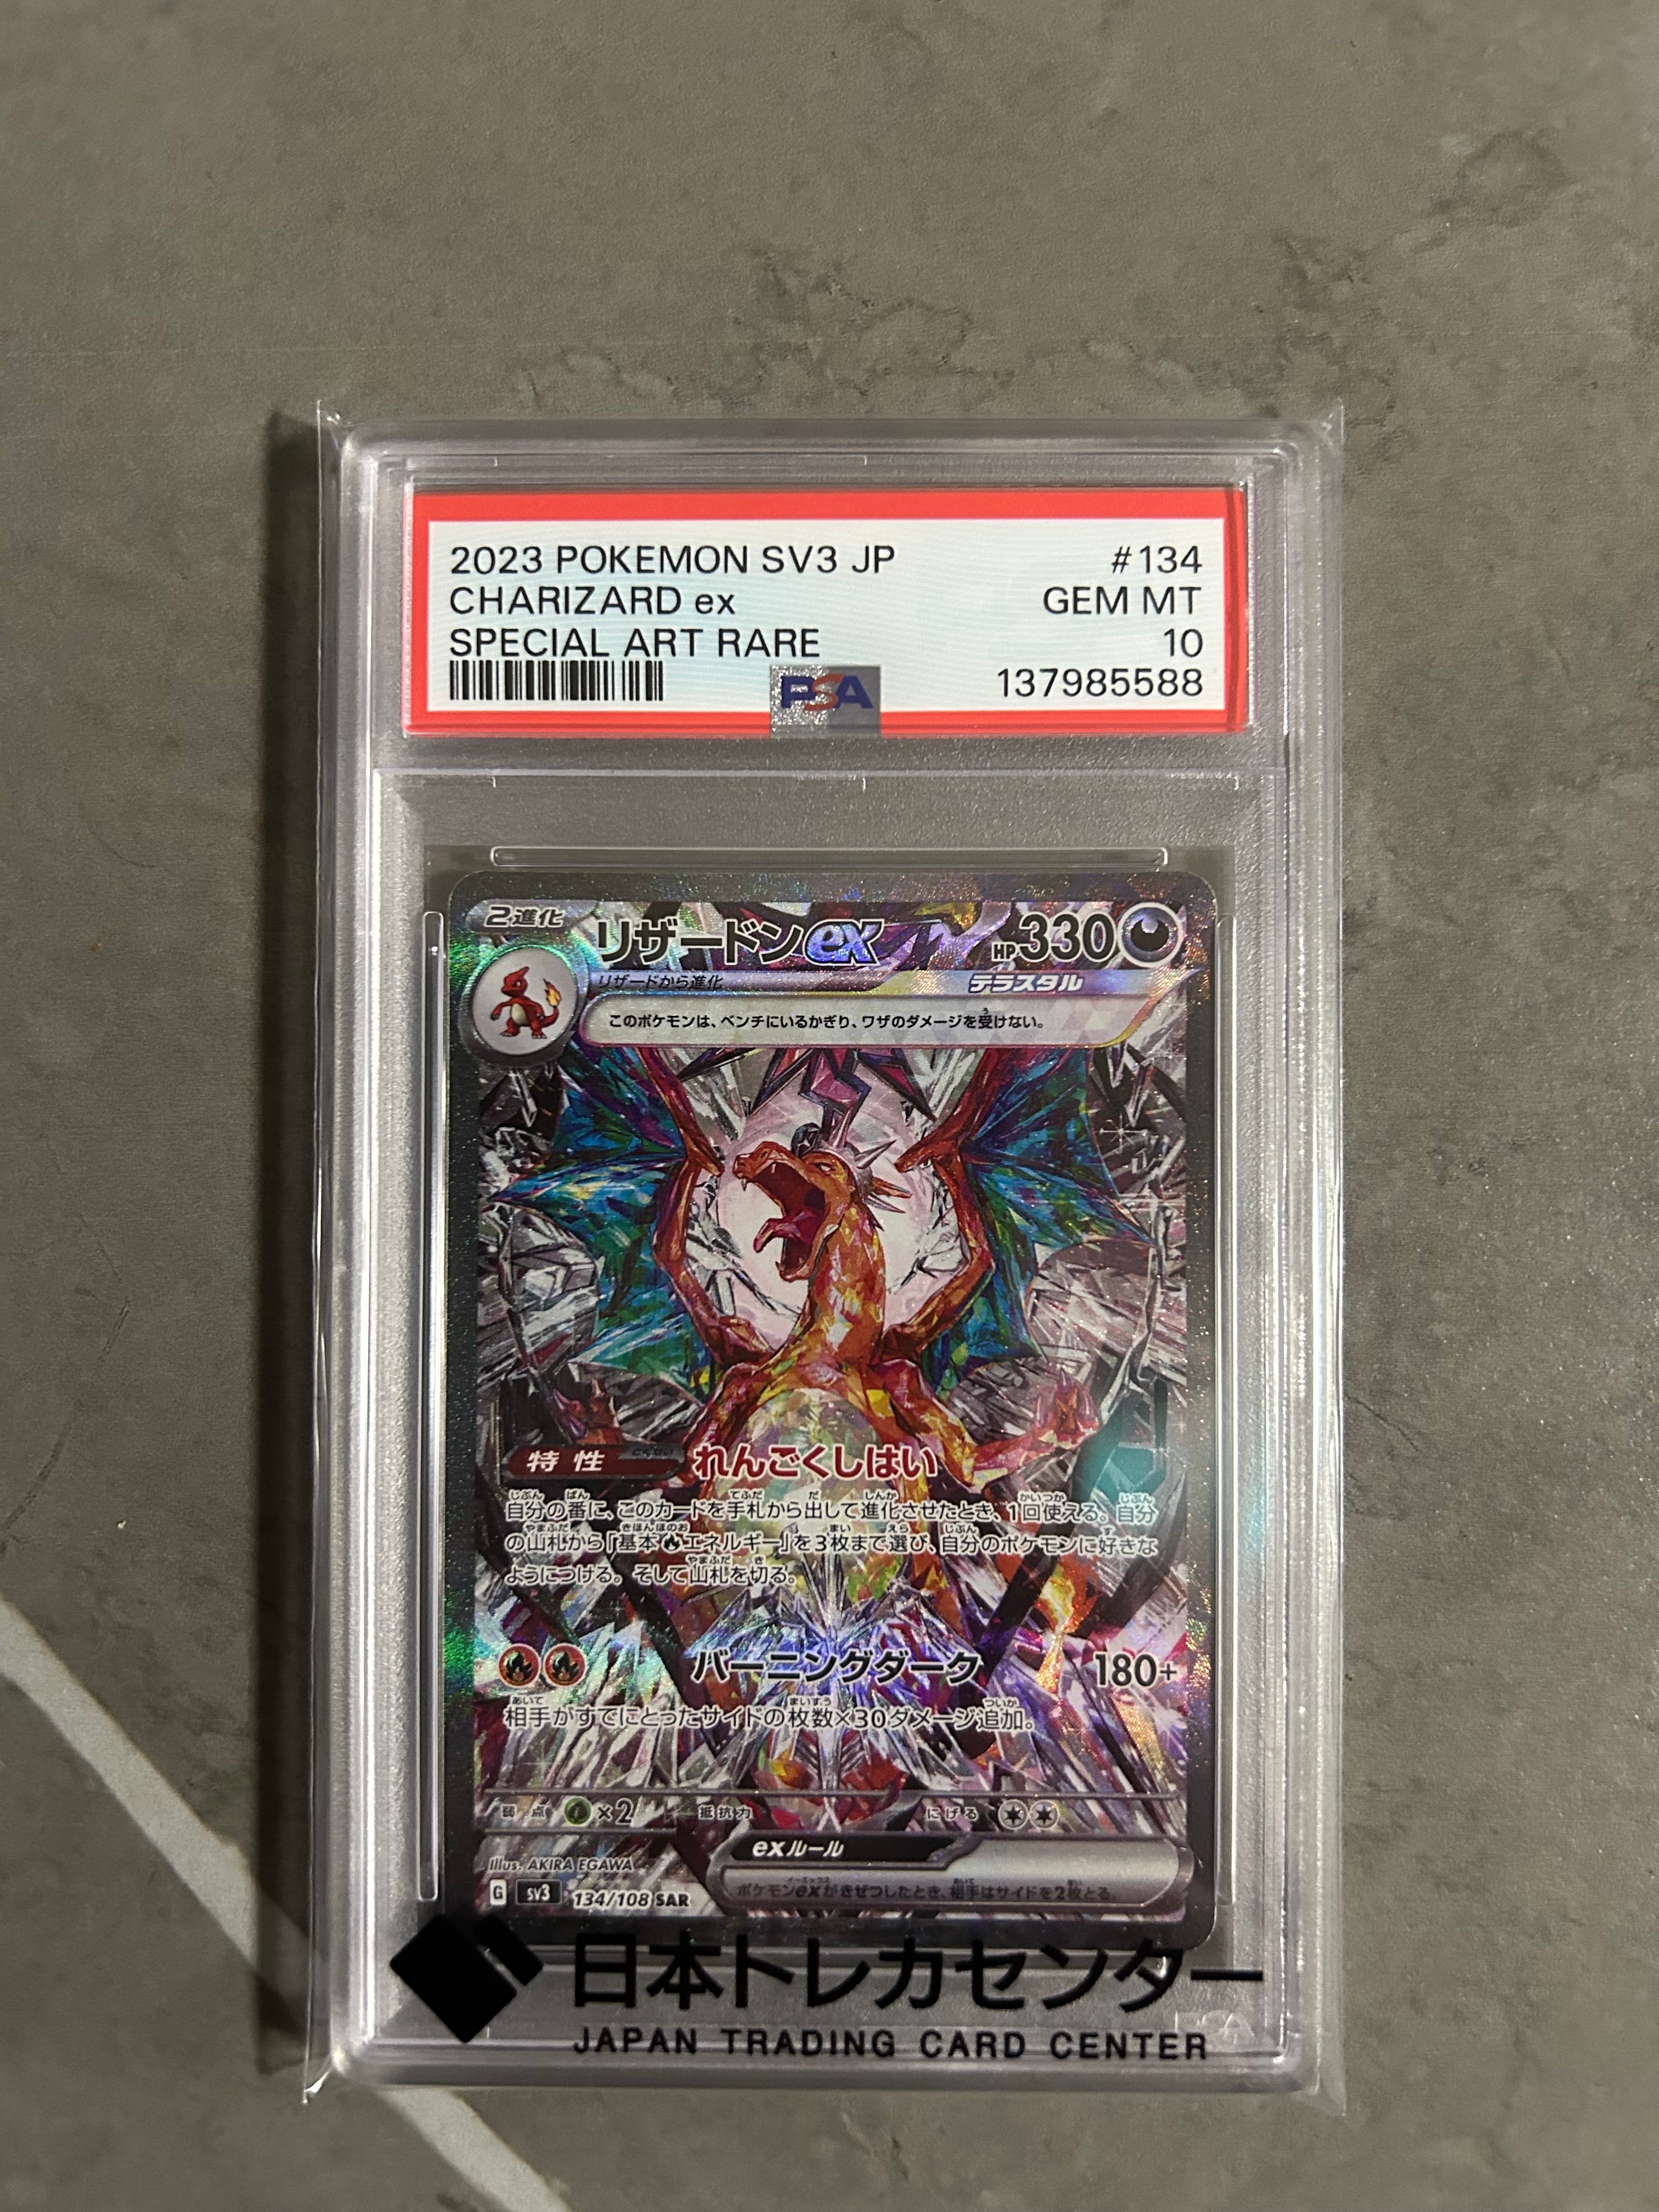 2023 POKEMON SV3 JP #134
CHARIZARD ex GEM MT
SPECIAL ART RARE 10
PSA 137985588
2進化 リザードンex HP330
リザードから進化 テラスタル
このポケモンは、ベンチにいるかぎり、ワザのダメージを受けない。
特性 れんごくしはい
自分の番に、このカードを手札から出して進化させたとき、1回使える。自分
の山札から「基本エネルギー」を3枚まで選び、自分のポケモンに好きな
ようにつける。そして山札を切る。
バーニングダーク 180+
相手がすでにとったサイドの枚数×30ダメージ追加。
弱点 ×2 抵抗力 にげる
exルール
ポケモンexがきぜつしたとき、相手はサイドを2枚とる。
Illus. AKIRA EGAWA
G SV3 134/108 SAR
日本トレカセンター
JAPAN TRADING CARD CENTER